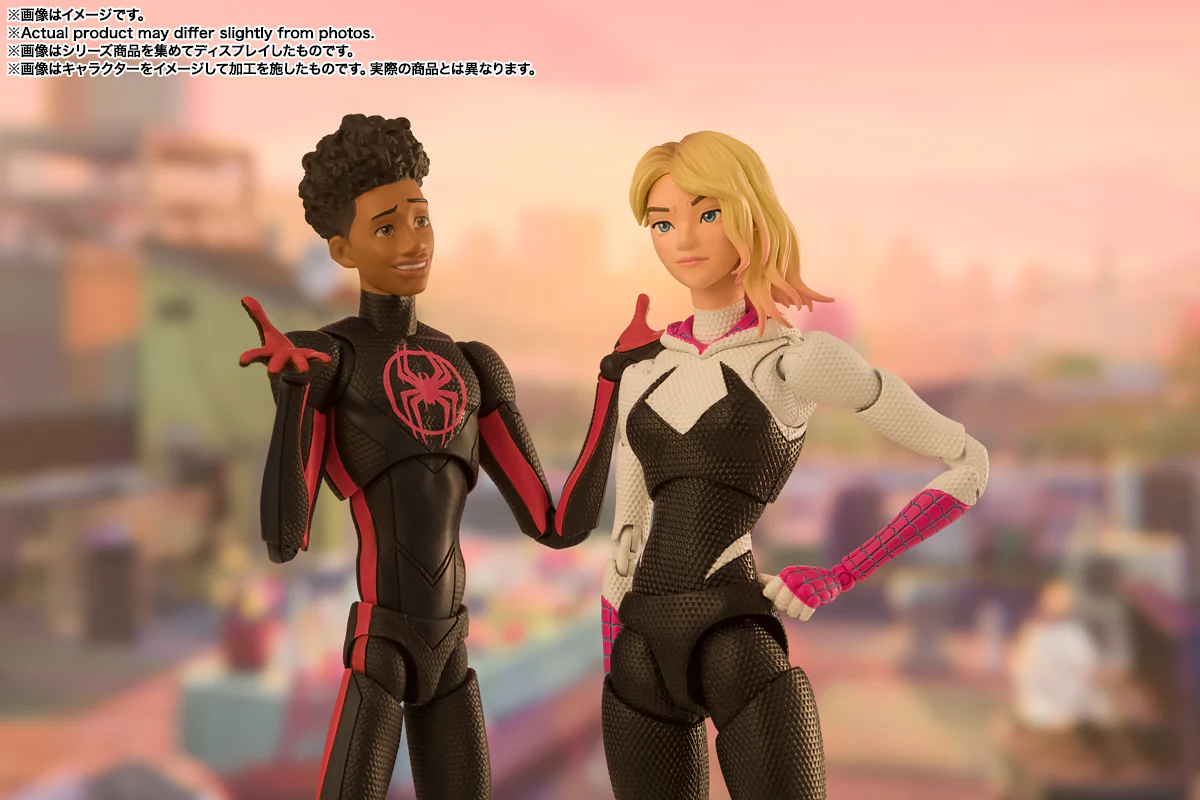 ※画像はイメージです。
※Actual product may differ slightly from photos.
※画像はシリーズ商品を集めてディスプレイしたものです。
※画像はキャラクターをイメージして加工を施したものです。実際の商品とは異なります。